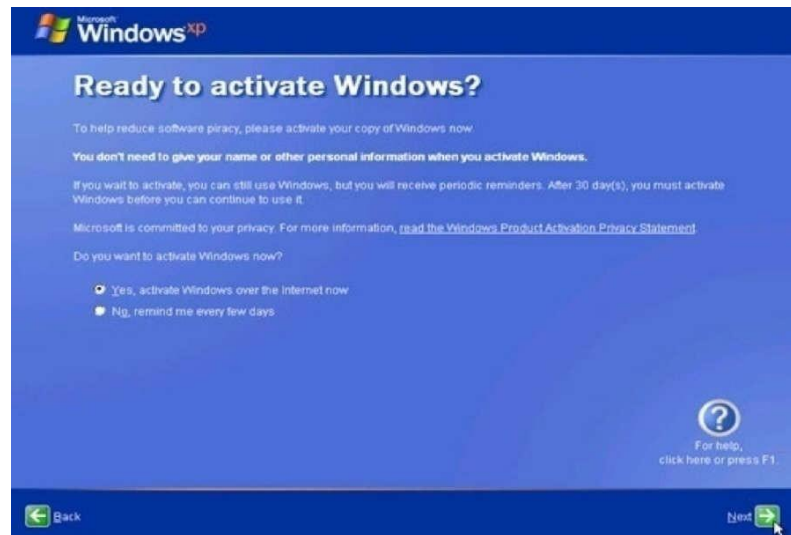 Microsoft
Windows xp
Ready to activate Windows?
To help reduce software piracy, please activate your copy of Windows now.
You don't need to give your name or other personal information when you activate Windows.
If you wait to activate, you can still use Windows, but you will receive periodic reminders. After 30 day(s), you must activate
Windows before you can continue to use it.
Microsoft is committed to your privacy. For more information, read the Windows Product Activation Privacy Statement.
Do you want to activate Windows now?
Yes, activate Windows over the Internet now
No, remind me every few days
?
For help,
click here or press F1.
Back
Next